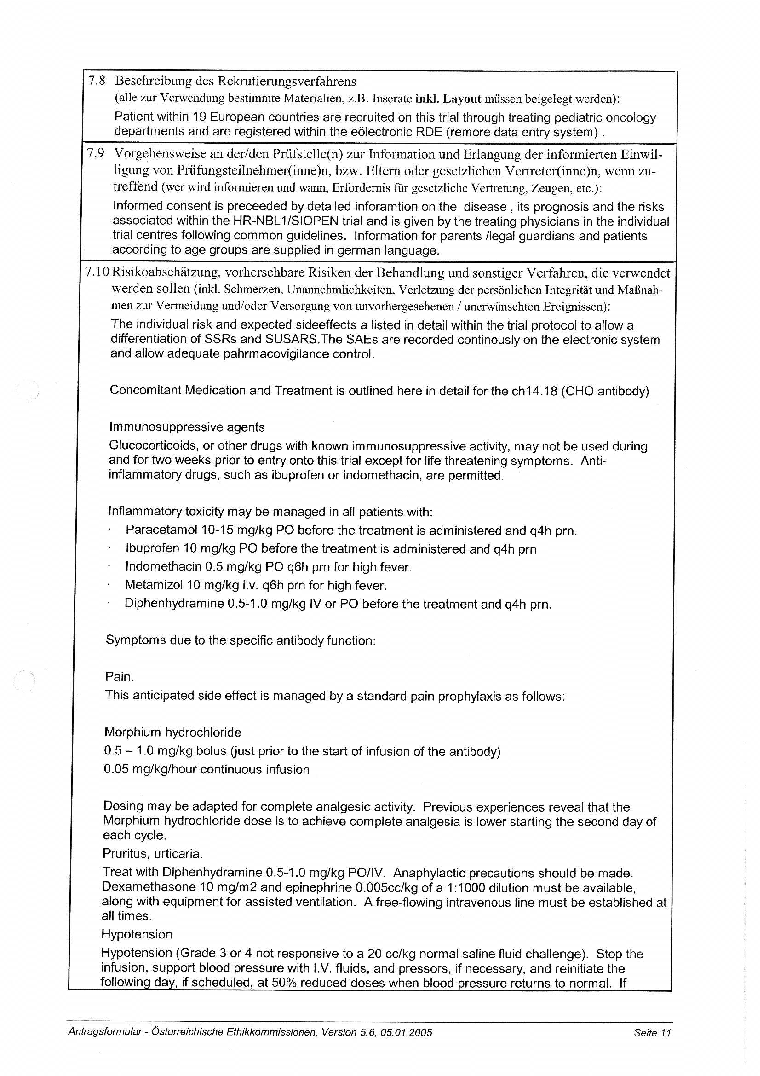 7.8 Beschreibung des Rekrutierungsverfahrens
(alle zur Verwendung bestimmte Materialien, z.B. Inserate inkl. Layout müssen beigelegt werden):
Patient within 19 European countries are recruited on this trial through treating pediatric oncology
departments and are registered within the eölectronic RDE (remore data entry system) .
7.9 Vorgehensweise an der/den Prüfstelle(n) zur Information und Erlangung der informierten Einwil-
ligung von Prüfungsteilnehmer(inne)n, bzw. Eltern oder gesetzlichen Vertreter(inne)n, wenn zu-
treffend (wer wird informieren und wann, Erfordernis für gesetzliche Vertretung, Zeugen, etc.):
Informed consent is preceeded by detailed inforamtion on the disease , its prognosis and the risks
associated within the HR-NBL1/SIOPEN trial and is given by the treating physicians in the individual
trial centres following common guidelines. Information for parents /legal guardians and patients
according to age groups are supplied in german language.
7.10 Risikoabschätzung, vorhersehbare Risiken der Behandlung und sonstiger Verfahren, die verwendet
werden sollen (inkl. Schmerzen, Unannehmlichkeiten, Verletzung der persönlichen Integrität und Maßnah-
men zur Vermeidung und/oder Versorgung von unvorhergesehenen / unerwünschten Ereignissen):
The individual risk and expected sideeffects a listed in detail within the trial protocol to allow a
differentiation of SSRs and SUSARS.The SAEs are recorded continously on the electronic system
and allow adequate pahrmacovigilance control.
Concomitant Medication and Treatment is outlined here in detail for the ch14.18 (CHO antibody)
Immunosuppressive agents
Glucocorticoids, or other drugs with known immunosuppressive activity, may not be used during
and for two weeks prior to entry onto this trial except for life threatening symptoms. Anti-
inflammatory drugs, such as ibuprofen or indomethacin, are permitted.
Inflammatory toxicity may be managed in all patients with:
· Paracetamol 10-15 mg/kg PO before the treatment is administered and q4h prn.
· Ibuprofen 10 mg/kg PO before the treatment is administered and q4h prn
· Indomethacin 0.5 mg/kg PO q6h prn for high fever.
· Metamizol 10 mg/kg i.v. q6h prn for high fever.
· Diphenhydramine 0.5-1.0 mg/kg IV or PO before the treatment and q4h prn.
Symptoms due to the specific antibody function:
Pain.
This anticipated side effect is managed by a standard pain prophylaxis as follows:
Morphium hydrochloride
0.5 – 1.0 mg/kg bolus (just prior to the start of infusion of the antibody)
0.05 mg/kg/hour continuous infusion
Dosing may be adapted for complete analgesic activity. Previous experiences reveal that the
Morphium hydrochloride dose is to achieve complete analgesia is lower starting the second day of
each cycle.
Pruritus, urticaria.
Treat with Diphenhydramine 0.5-1.0 mg/kg PO/IV. Anaphylactic precautions should be made.
Dexamethasone 10 mg/m2 and epinephrine 0.005cc/kg of a 1:1000 dilution must be available,
along with equipment for assisted ventilation. A free-flowing intravenous line must be established at
all times.
Hypotension
Hypotension (Grade 3 or 4 not responsive to a 20 cc/kg normal saline fluid challenge). Stop the
infusion, support blood pressure with I.V. fluids, and pressors, if necessary, and reinitiate the
following day, if scheduled, at 50% reduced doses when blood pressure returns to normal. If
Antragsformular - Österreichische Ethikkommissionen, Version 5.6, 05.01 2005 Seite 11